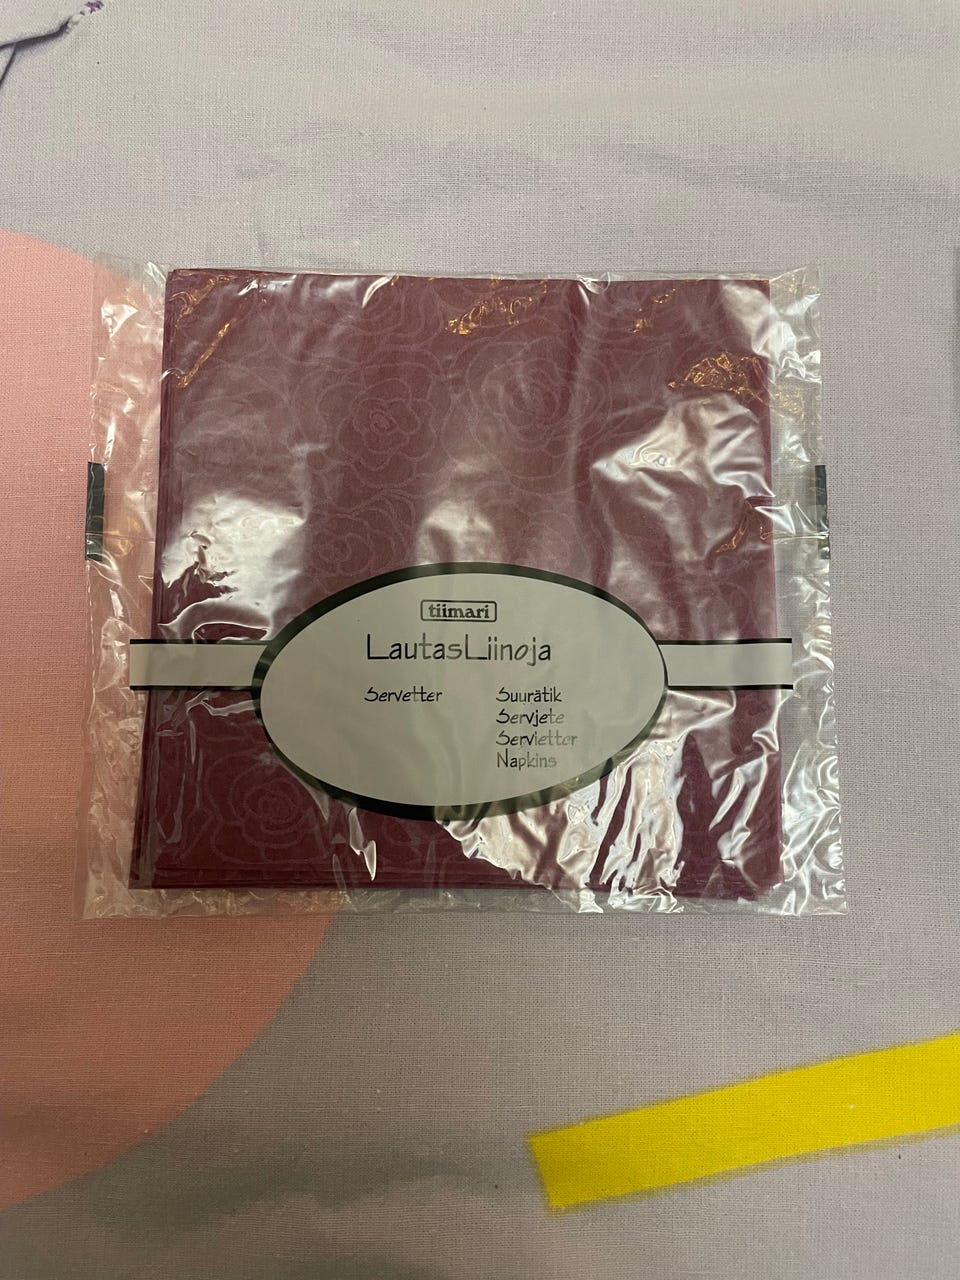 tiimari
LautasLiinoja
Servetter
Suurätik
Servjete
Servietter
Napkins